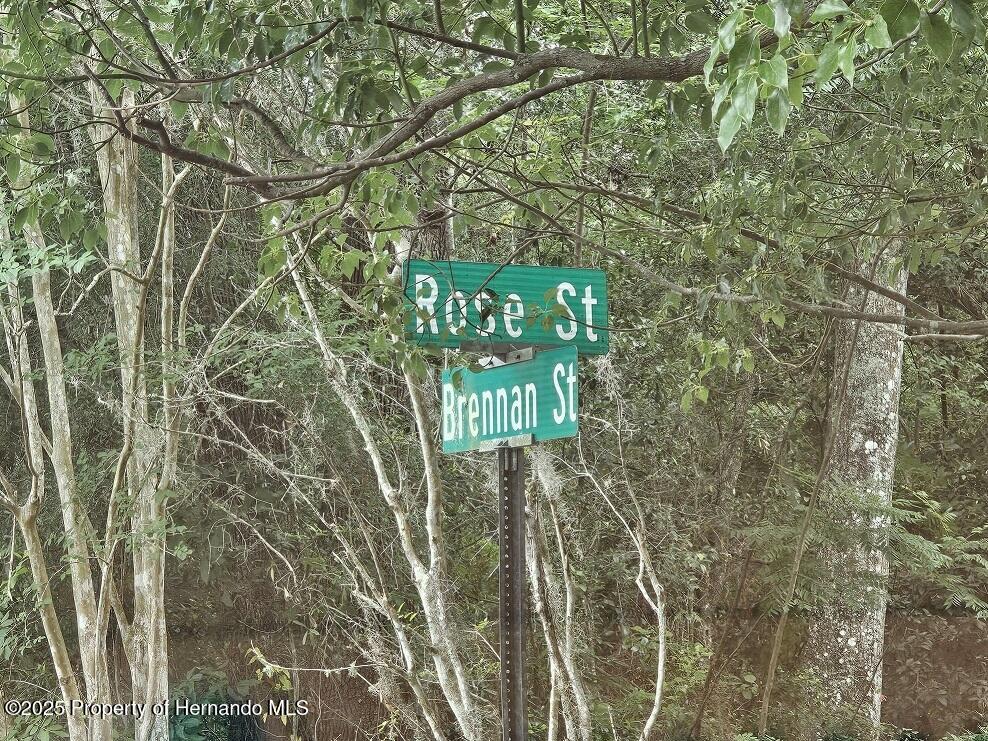 Rose St
Brennan St
©2025 Property of Hernando MLS